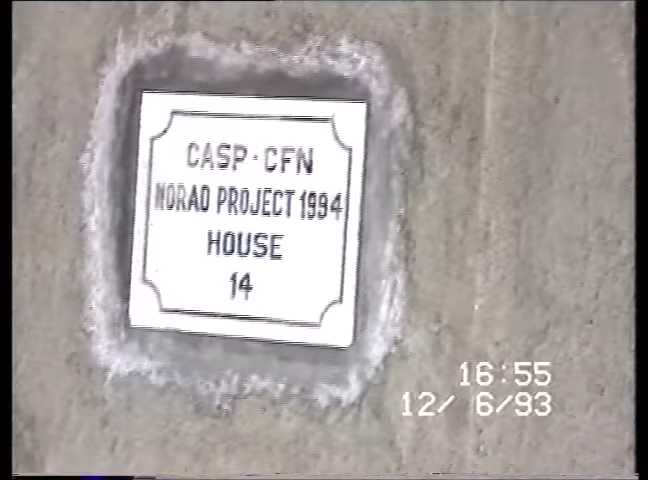 CASP·CFN
NORAD PROJECT 1994
HOUSE
14
16:55
12/ 6/93